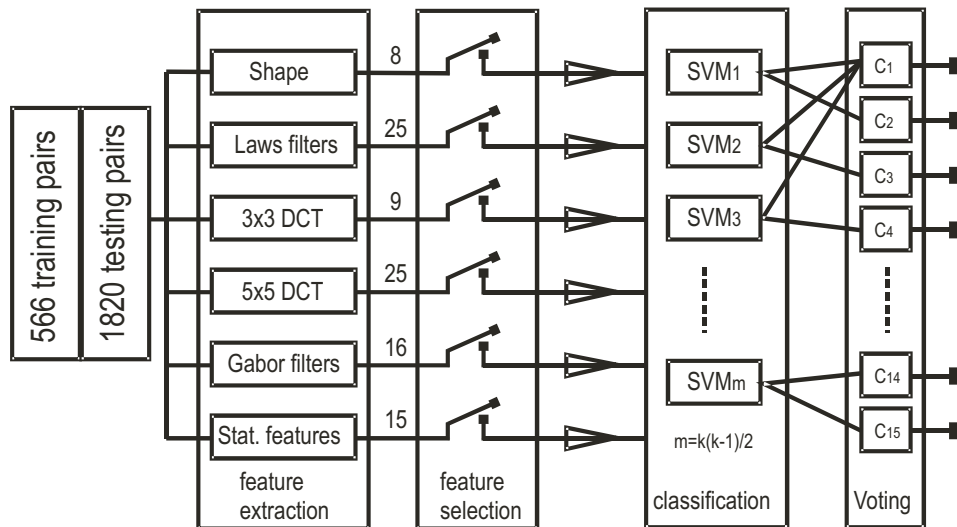 566 training pairs
1820 testing pairs
Shape
Laws filters
3x3 DCT
5x5 DCT
Gabor filters
Stat. features
feature
extraction
8
25
9
25
16
15
feature
selection
SVM1
SVM2
SVM3
SVMm
m=k(k-1)/2
classification
C1
C2
C3
C4
C14
C15
Voting